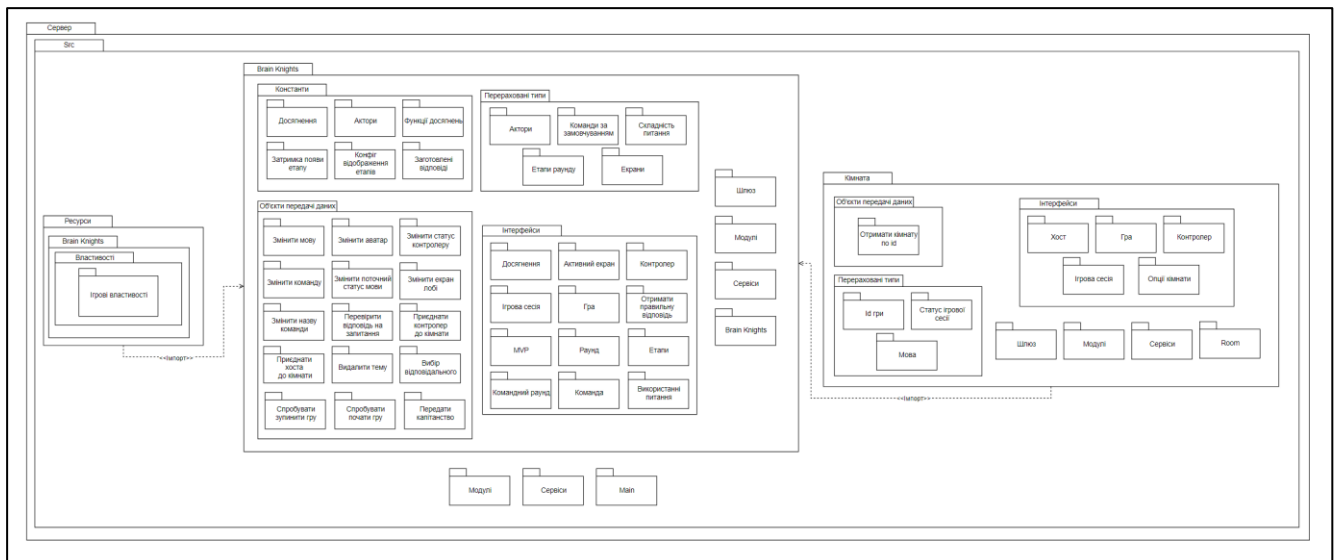 Сервер
Src
Brain Knights
Константи
Досягнення
Актори
Функції досягнень
Затримка появи
етапу
Конфіг
відображення
етапів
Заготовлені
відповіді
Перераховані типи
Актори
Команди за
замовчуванням
Складність
питання
Етапи раунду
Екрани
Об'єкти передачі даних
Змінити мову
Змінити аватар
Змінити статус
контролеру
Змінити команду
Змінити поточний
статус мови
Змінити екран
лобі
Змінити назву
команди
Перевірити
відповідь на
запитання
Приєднати
контролер
до кімнати
Приєднати
хоста
до кімнати
Видалити тему
Вибір
відповідального
Спробувати
зупинити гру
Спробувати
почати гру
Передати
капітанство
Інтерфейси
Досягнення
Активний екран
Контролер
Ігрова сесія
Гра
Отримати
правильну
відповідь
MVP
Раунд
Етапи
Командний раунд
Команда
Використанні
питання
Шлюз
Модулі
Сервіси
Brain Knights
Ресурси
Brain Knights
Властивості
Ігрові властивості
<<Імпорт>>
Кімната
Об'єкти передачі даних
Отримати кімнату
по id
Перераховані типи
Id гри
Статус ігрової
сесії
Мова
Інтерфейси
Хост
Гра
Контролер
Ігрова сесія
Опції кімнати
Шлюз
Модулі
Сервіси
Room
<<Імпорт>>
Модулі
Сервіси
Main